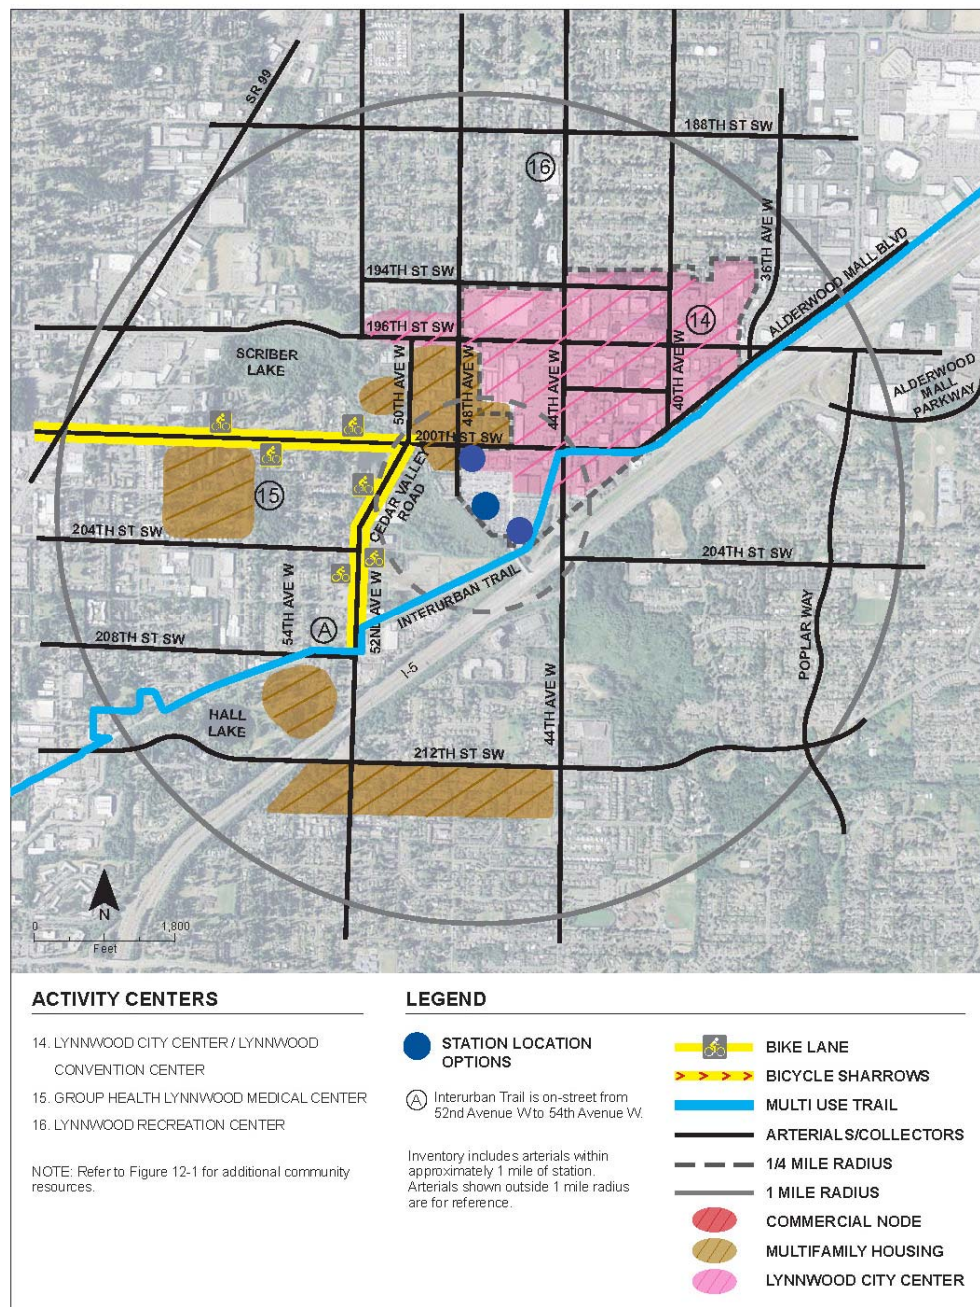 SR 99
188TH ST SW
16
36TH AVE W
ALDERWOOD MALL BLVD
194TH ST SW
14
196TH ST SW
SCRIBER
LAKE
50TH AVE W
48TH AVE W
44TH AVE W
40TH AVE W
ALDERWOOD
MALL
PARKWAY
200TH ST SW
CEDAR VALLEY
ROAD
15
204TH ST SW
204TH ST SW
54TH AVE W
52ND AVE W
INTERURBAN TRAIL
A
208TH ST SW
I-5
POPLAR WAY
HALL
LAKE
44TH AVE W
212TH ST SW
N
0
1,800
Feet
ACTIVITY CENTERS
14. LYNNWOOD CITY CENTER / LYNNWOOD
CONVENTION CENTER
15. GROUP HEALTH LYNNWOOD MEDICAL CENTER
16. LYNNWOOD RECREATION CENTER
NOTE: Refer to Figure 12-1 for additional community
resources.
LEGEND
STATION LOCATION
OPTIONS
A Interurban Trail is on-street from
52nd Avenue W to 54th Avenue W.
Inventory includes arterials within
approximately 1 mile of station.
Arterials shown outside 1 mile radius
are for reference.
BIKE LANE
BICYCLE SHARROWS
MULTI USE TRAIL
ARTERIALS/COLLECTORS
1/4 MILE RADIUS
1 MILE RADIUS
COMMERCIAL NODE
MULTIFAMILY HOUSING
LYNNWOOD CITY CENTER